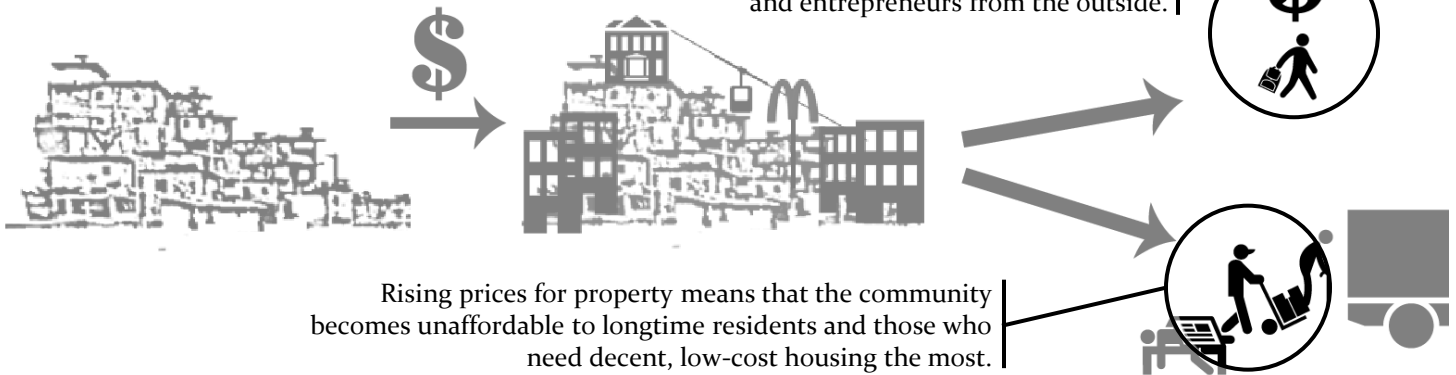 and entrepreneurs from the outside.
$
$
Rising prices for property means that the community
becomes unaffordable to longtime residents and those who
need decent, low-cost housing the most.